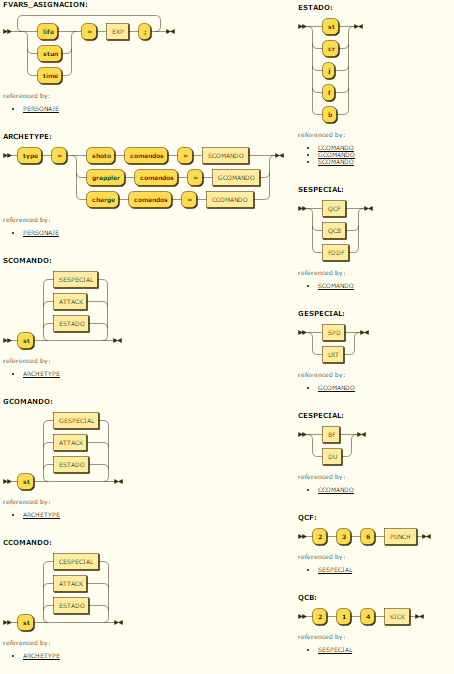 FVARS_ASIGNACION:
life = EXP ;
stun
time
referenced by:
PERSONAJE
ARCHETYPE:
type = shoto comandos = SCOMANDO
grappler comandos = GCOMANDO
charge comandos = CCOMANDO
referenced by:
PERSONAJE
SCOMANDO:
SESPECIAL
ATTACK
ESTADO
st
referenced by:
ARCHETYPE
GCOMANDO:
GESPECIAL
ATTACK
ESTADO
st
referenced by:
ARCHETYPE
CCOMANDO:
CESPECIAL
ATTACK
ESTADO
st
referenced by:
ARCHETYPE
ESTADO:
st
cr
j
f
b
referenced by:
CCOMANDO
GCOMANDO
SCOMANDO
SESPECIAL:
QCF
QCB
FDDF
referenced by:
SCOMANDO
GESPECIAL:
SPD
LRT
referenced by:
GCOMANDO
CESPECIAL:
BF
DU
referenced by:
CCOMANDO
QCF:
2 3 6 PUNCH
referenced by:
SESPECIAL
QCB:
2 1 4 KICK
referenced by:
SESPECIAL